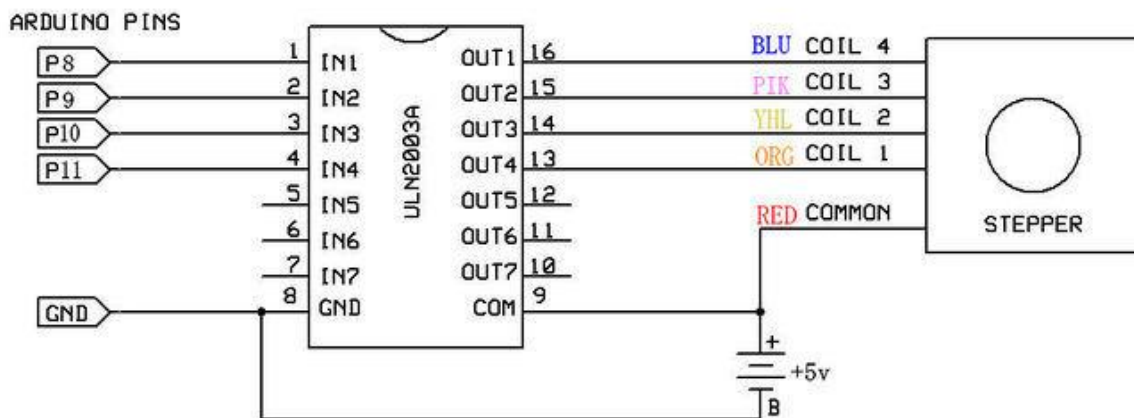 ARDUINO PINS
P8
P9
P10
P11
GND
1
2
3
4
5
6
7
8
IN1
IN2
IN3
IN4
IN5
IN6
IN7
GND
ULN2003A
OUT1
OUT2
OUT3
OUT4
OUT5
OUT6
OUT7
COM
16
15
14
13
12
11
10
9
BLU COIL 4
PIK COIL 3
YHL COIL 2
ORG COIL 1
RED COMMON
STEPPER
+
+5v
B